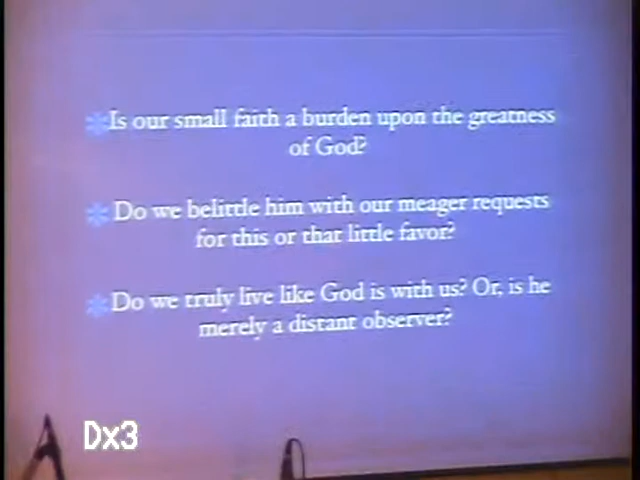 *Is our small faith a burden upon the greatness
of God?
* Do we belittle him with our meager requests
for this or that little favor?
*Do we truly live like God is with us? Or, is he
merely a distant observer?
Dx3